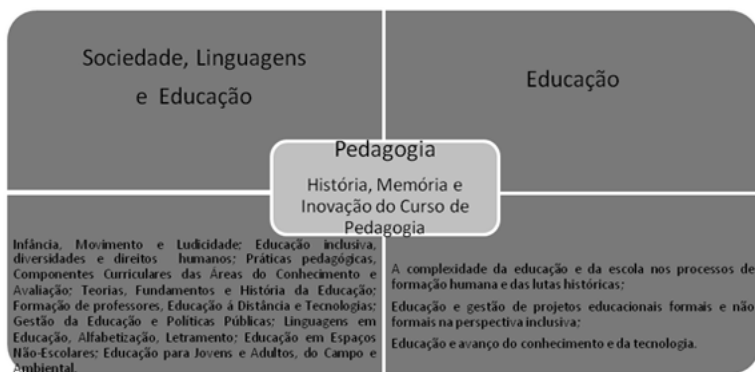 Sociedade, Linguagens
e Educação
Educação
Pedagogia
História, Memória e
Inovação do Curso de
Pedagogia
Infância, Movimento e Ludicidade; Educação inclusiva,
diversidades e direitos humanos; Práticas pedagógicas,
Componentes Curriculares das Áreas do Conhecimento e
Avaliação; Teorias, Fundamentos e História da Educação;
Formação de professores, Educação á Distância e Tecnologias;
Gestão da Educação e Políticas Públicas; Linguagens em
Educação, Alfabetização, Letramento; Educação em Espaços
Não-Escolares; Educação para Jovens e Adultos, do Campo e
Ambiental.
A complexidade da educação e da escola nos processos de
formação humana e das lutas históricas;
Educação e gestão de projetos educacionais formais e não
formais na perspectiva inclusiva;
Educação e avanço do conhecimento e da tecnologia.